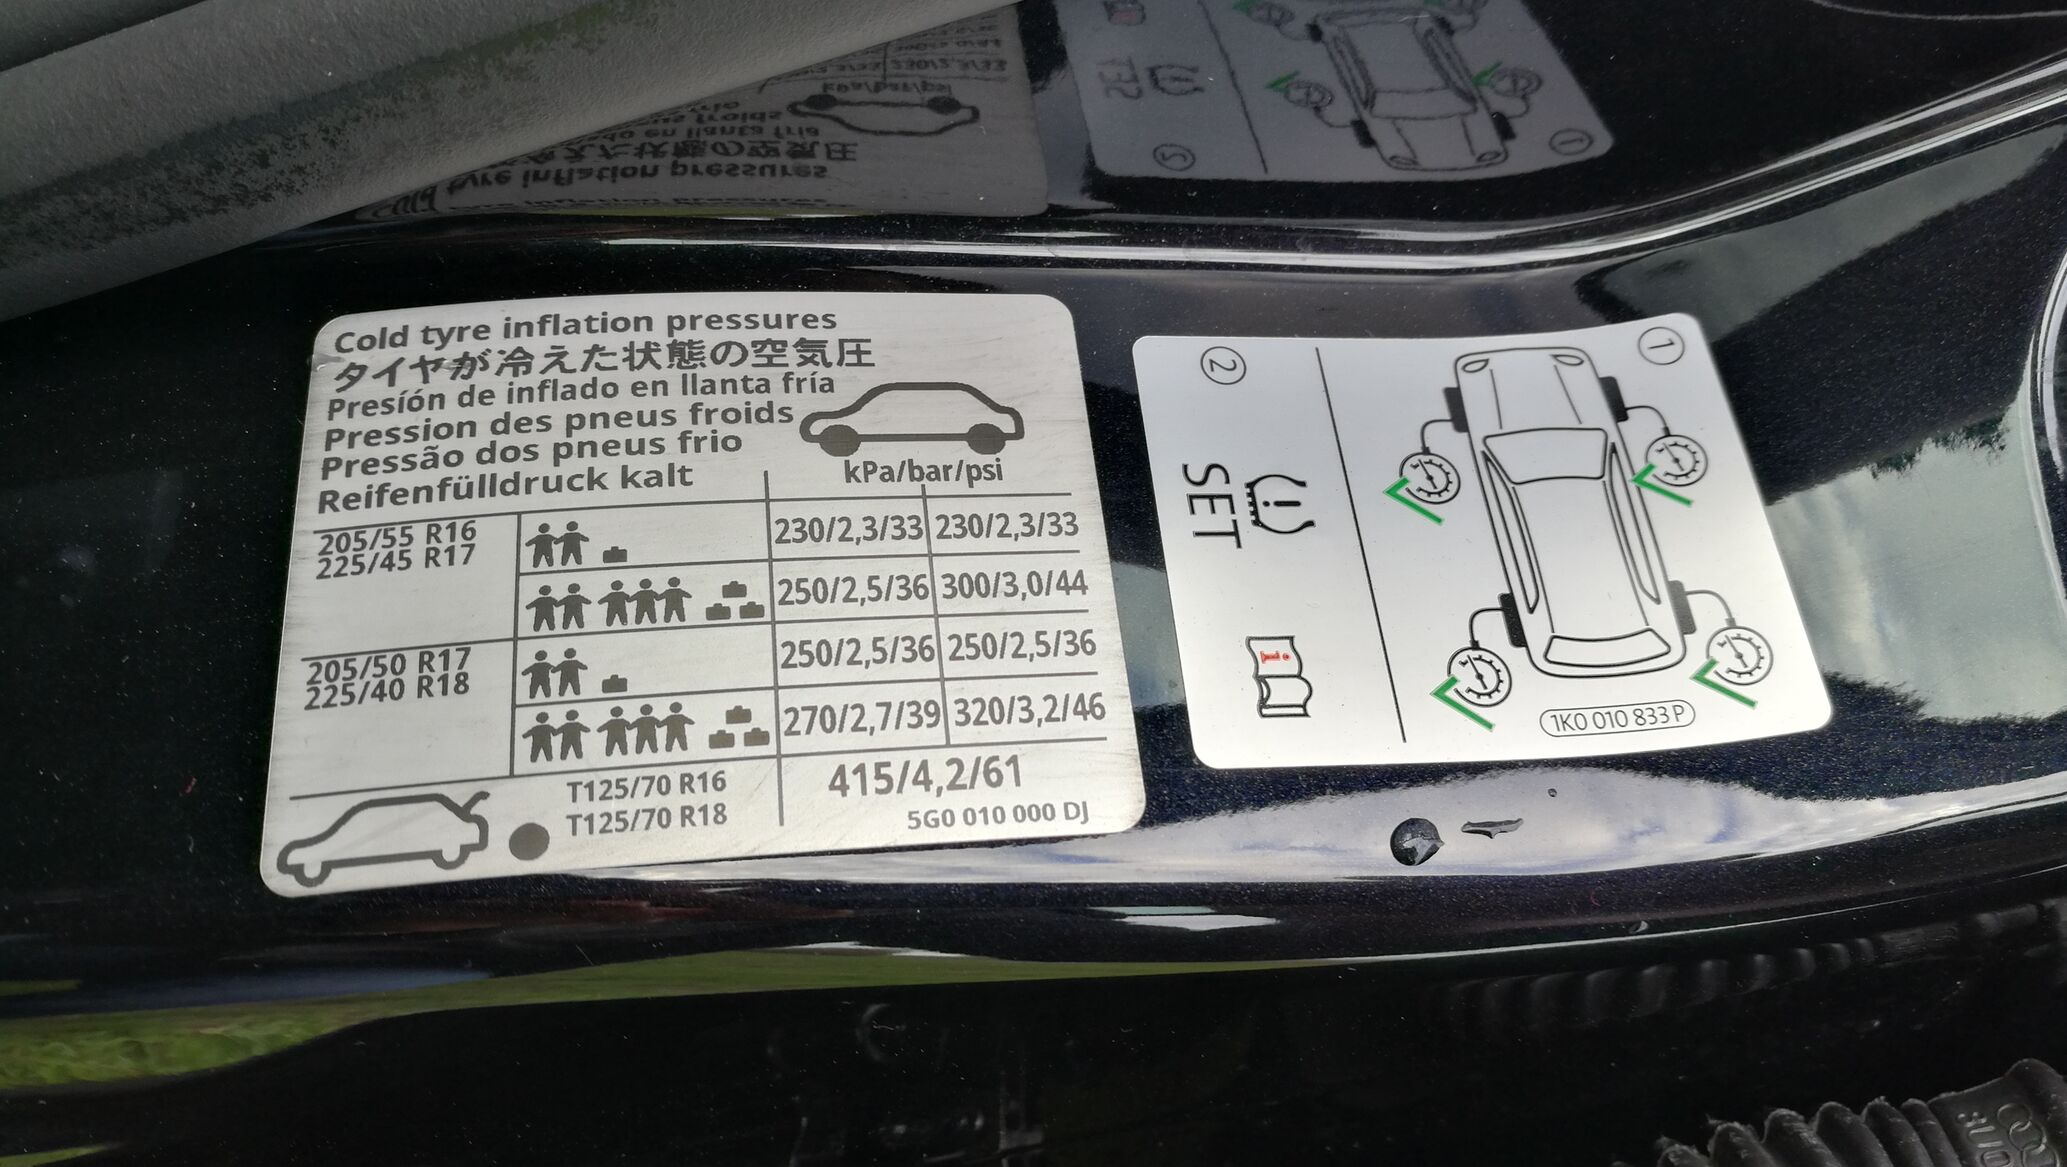 Cold tyre inflation pressures
タイヤが冷えた状態の空気圧
Presíón de inflado en llanta fría
Pression des pneus froids
Pressão dos pneus frio
Reifenfülldruck kalt
kPa/bar/psi
205/55 R16
225/45 R17
230/2,3/33 230/2,3/33
250/2,5/36 300/3,0/44
205/50 R17
225/40 R18
250/2,5/36 250/2,5/36
270/2,7/39 320/3,2/46
T125/70 R16
T125/70 R18
415/4,2/61
5G0 010 000 DJ
1
2
SET
i
1K0 010 833 P